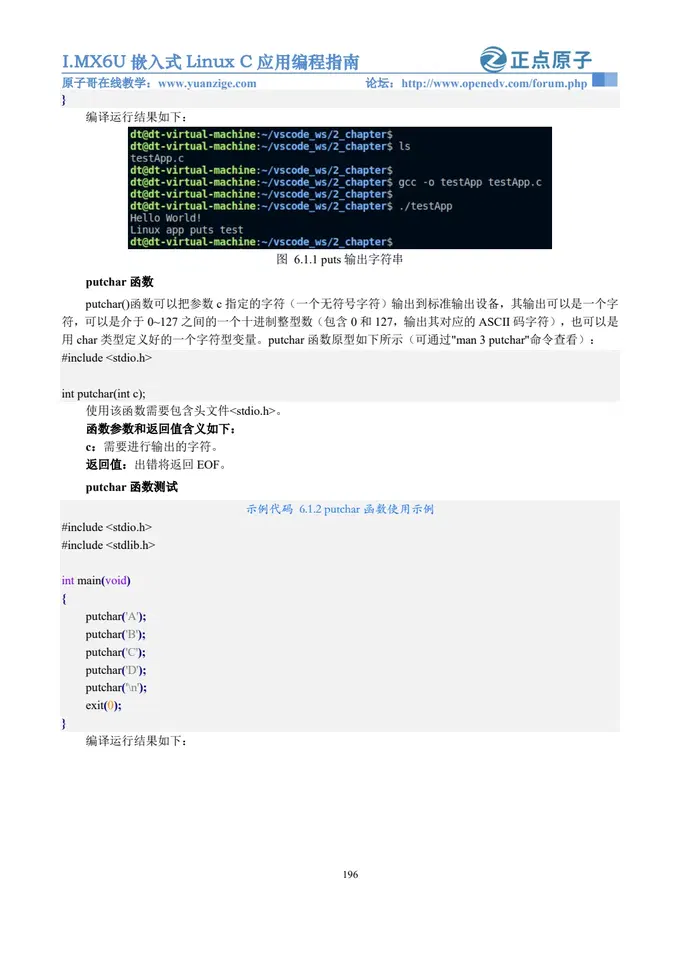 I.MX6U 嵌入式 Linux C 应用编程指南
正点原子
原子哥在线教学：www.yuanzige.com 论坛：http://www.openedv.com/forum.php
}
编译运行结果如下：
dt@dt-virtual-machine:~/vscode_ws/2_chapter$
dt@dt-virtual-machine:~/vscode_ws/2_chapter$ ls
testApp.c
dt@dt-virtual-machine:~/vscode_ws/2_chapter$
dt@dt-virtual-machine:~/vscode_ws/2_chapter$ gcc -o testApp testApp.c
dt@dt-virtual-machine:~/vscode_ws/2_chapter$
dt@dt-virtual-machine:~/vscode_ws/2_chapter$ ./testApp
Hello World!
Linux app puts test
dt@dt-virtual-machine:~/vscode_ws/2_chapter$
图 6.1.1 puts 输出字符串
putchar 函数
putchar()函数可以把参数 c 指定的字符（一个无符号字符）输出到标准输出设备，其输出可以是一个字
符，可以是介于 0~127 之间的一个十进制整型数（包含 0 和 127，输出其对应的 ASCII 码字符），也可以是
用 char 类型定义好的一个字符型变量。putchar 函数原型如下所示（可通过"man 3 putchar"命令查看）：
#include <stdio.h>
int putchar(int c);
使用该函数需要包含头文件<stdio.h>。
函数参数和返回值含义如下：
c：需要进行输出的字符。
返回值：出错将返回 EOF。
putchar 函数测试
示例代码 6.1.2 putchar 函数使用示例
#include <stdio.h>
#include <stdlib.h>
int main(void)
{
putchar('A');
putchar('B');
putchar('C');
putchar('D');
putchar('\n');
exit(0);
}
编译运行结果如下：
196